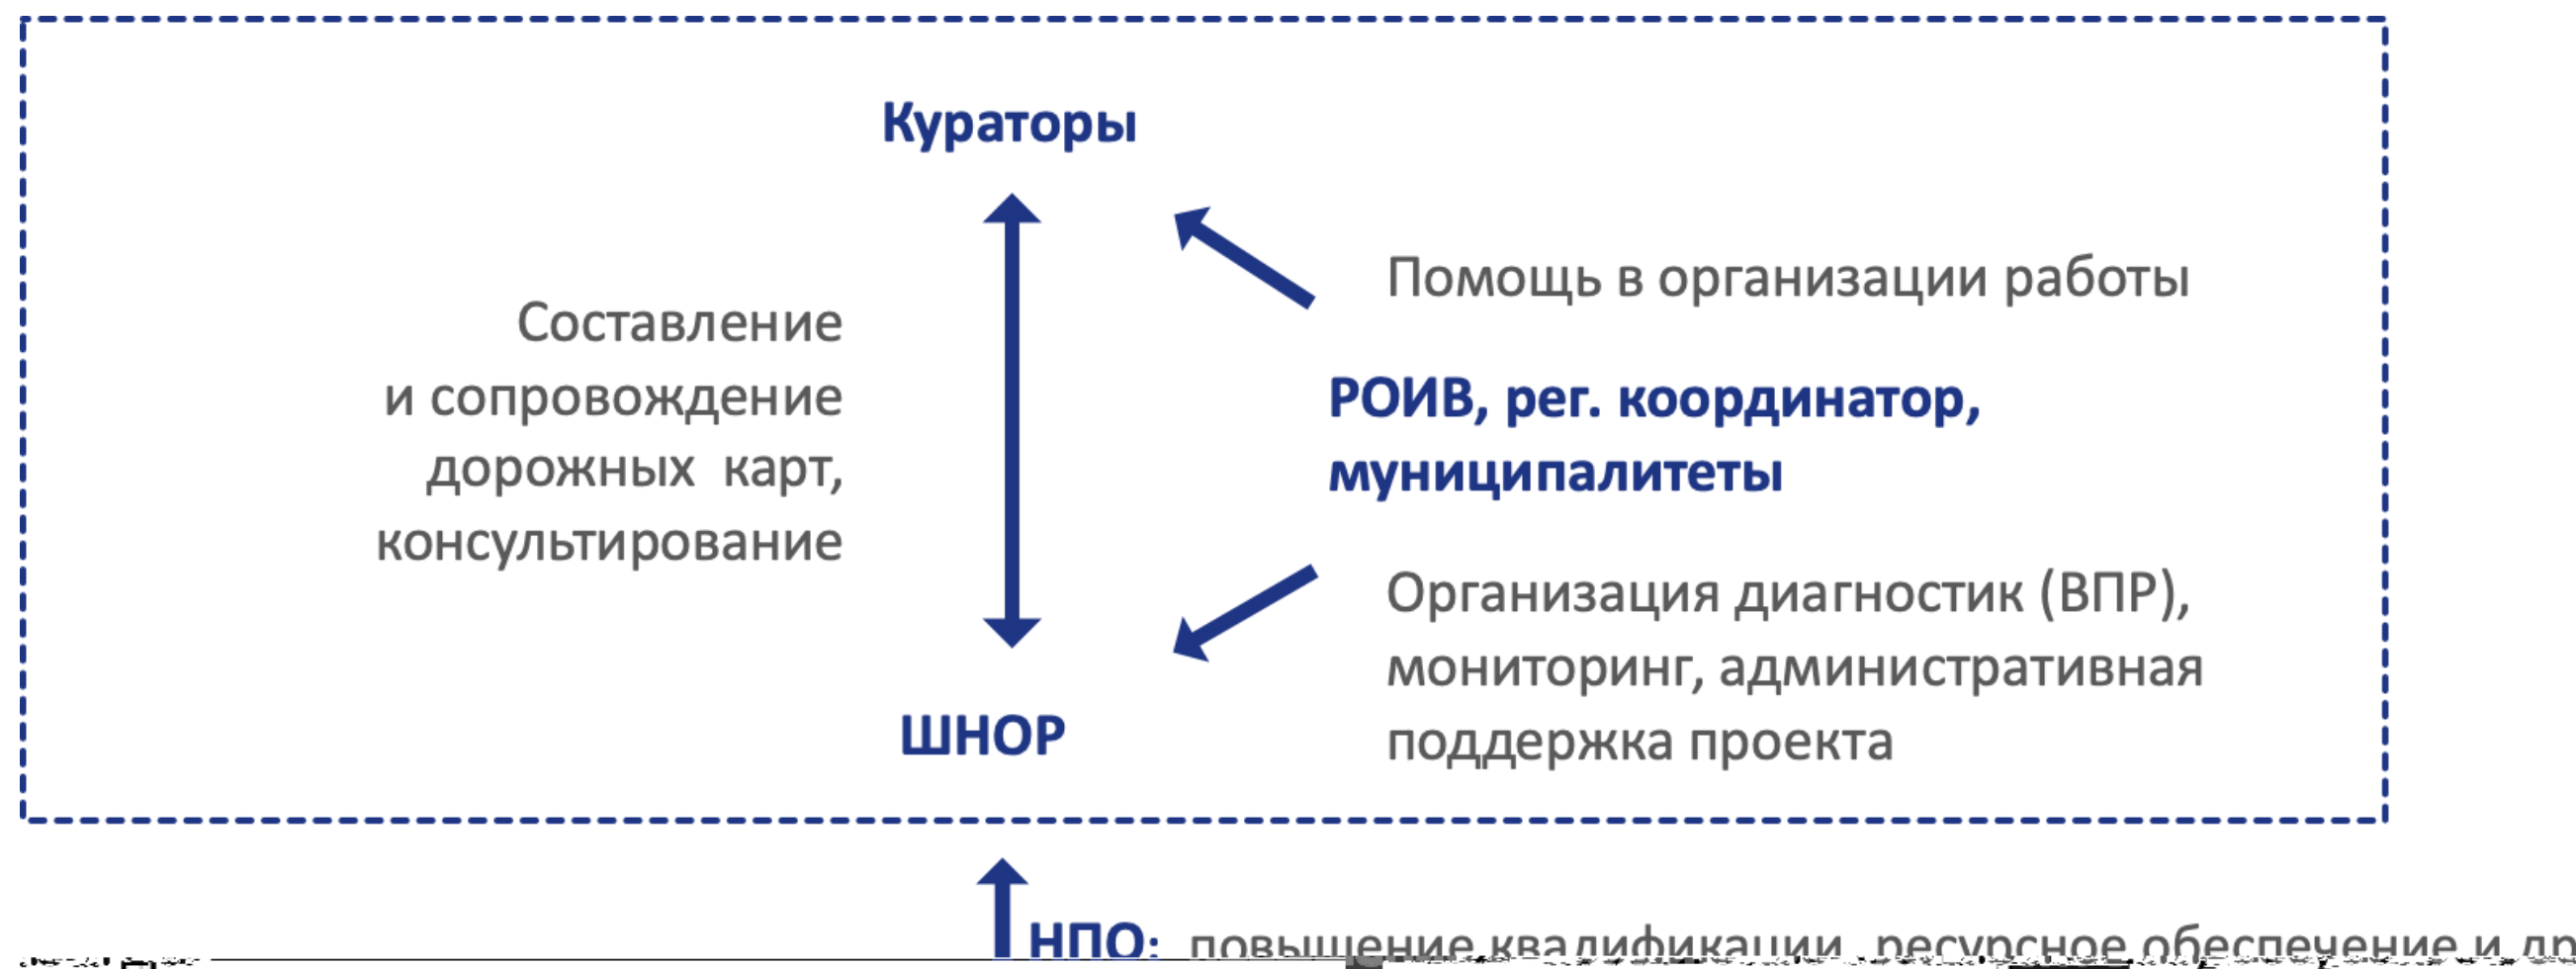 Кураторы
Составление
и сопровождение
дорожных карт,
консультирование
Помощь в организации работы
РОИВ, рег. координатор,
муниципалитеты
Организация диагностик (ВПР),
мониторинг, административная
поддержка проекта
ШНОР
НПО: повышение квалификации, ресурсное обеспечение и др